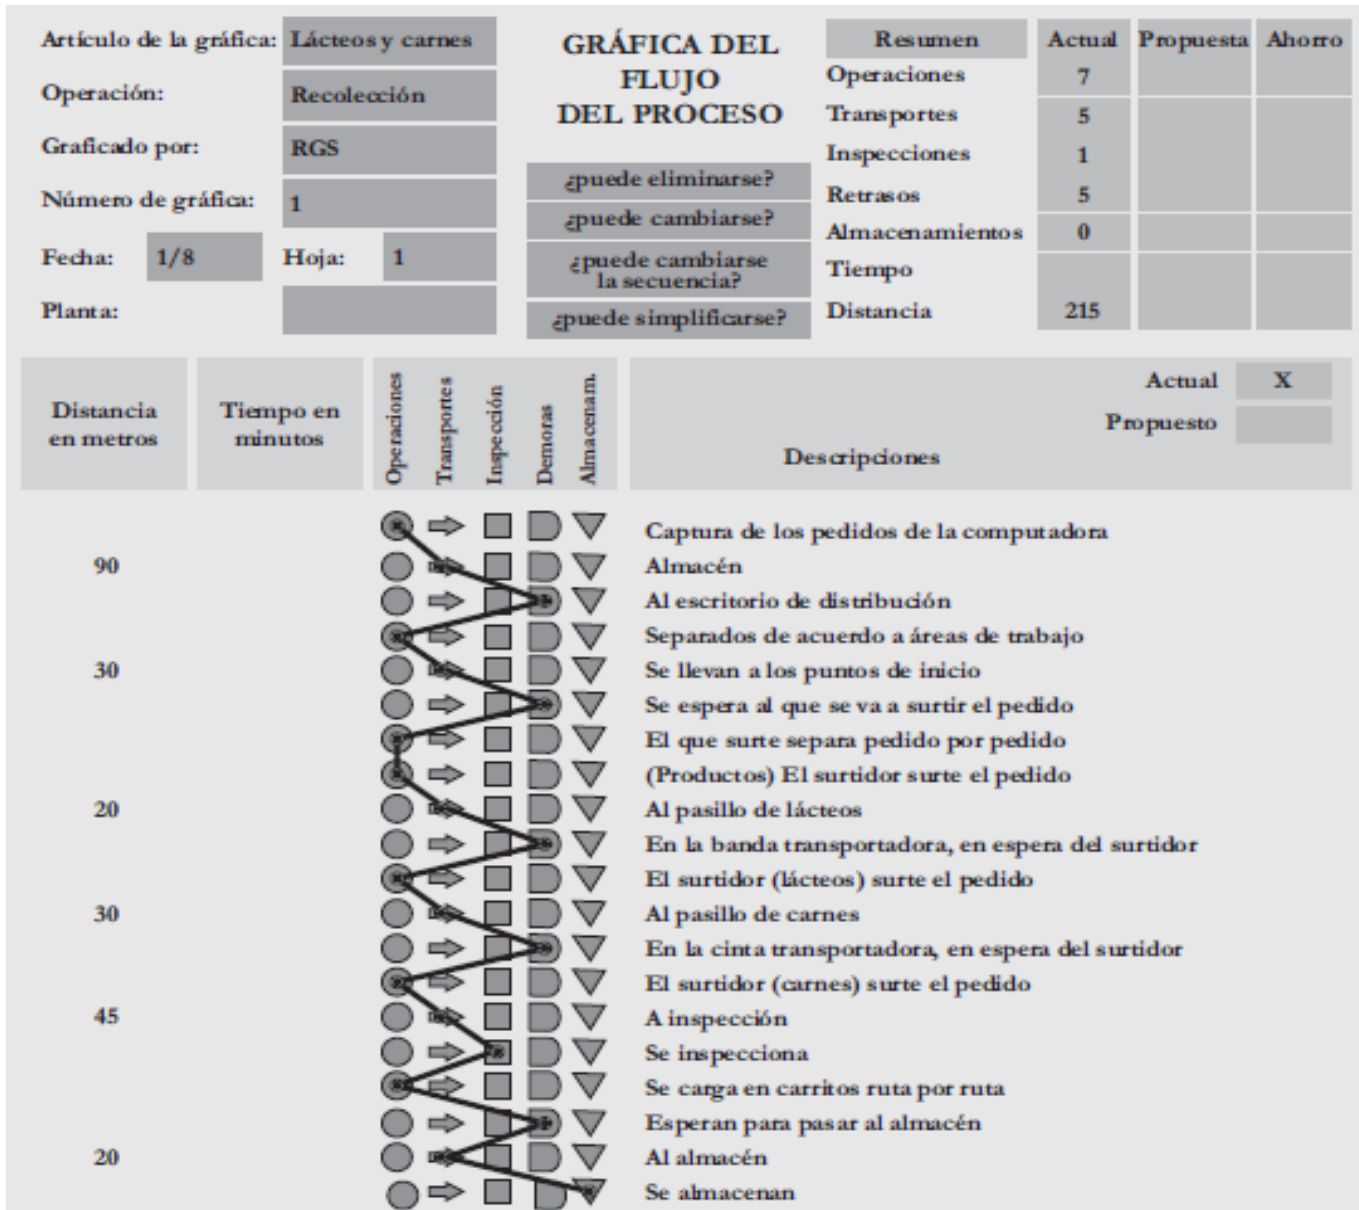 Artículo de la gráfica: Lácteos y carnes
Operación: Recolección
Graficado por: RGS
Número de gráfica: 1
Fecha: 1/8 Hoja: 1
Planta:
GRÁFICA DEL
FLUJO
DEL PROCESO
¿puede eliminarse?
¿puede cambiarse?
¿puede cambiarse
la secuencia?
¿puede simplificarse?
Resumen Actual Propuesta Ahorro
Operaciones 7
Transportes 5
Inspecciones 1
Retrasos 5
Almacenamientos 0
Tiempo
Distancia 215
Distancia
en metros
Tiempo en
minutos
Operaciones
Transportes
Inspección
Demoras
Almacenam.
Actual X
Propuesto
Descripciones
Captura de los pedidos de la computadora
90 Almacén
Al escritorio de distribución
Separados de acuerdo a áreas de trabajo
30 Se llevan a los puntos de inicio
Se espera al que se va a surtir el pedido
El que surte separa pedido por pedido
(Productos) El surtidor surte el pedido
20 Al pasillo de lácteos
En la banda transportadora, en espera del surtidor
El surtidor (lácteos) surte el pedido
30 Al pasillo de carnes
En la cinta transportadora, en espera del surtidor
El surtidor (carnes) surte el pedido
45 A inspección
Se inspecciona
Se carga en carritos ruta por ruta
Esperan para pasar al almacén
20 Al almacén
Se almacenan